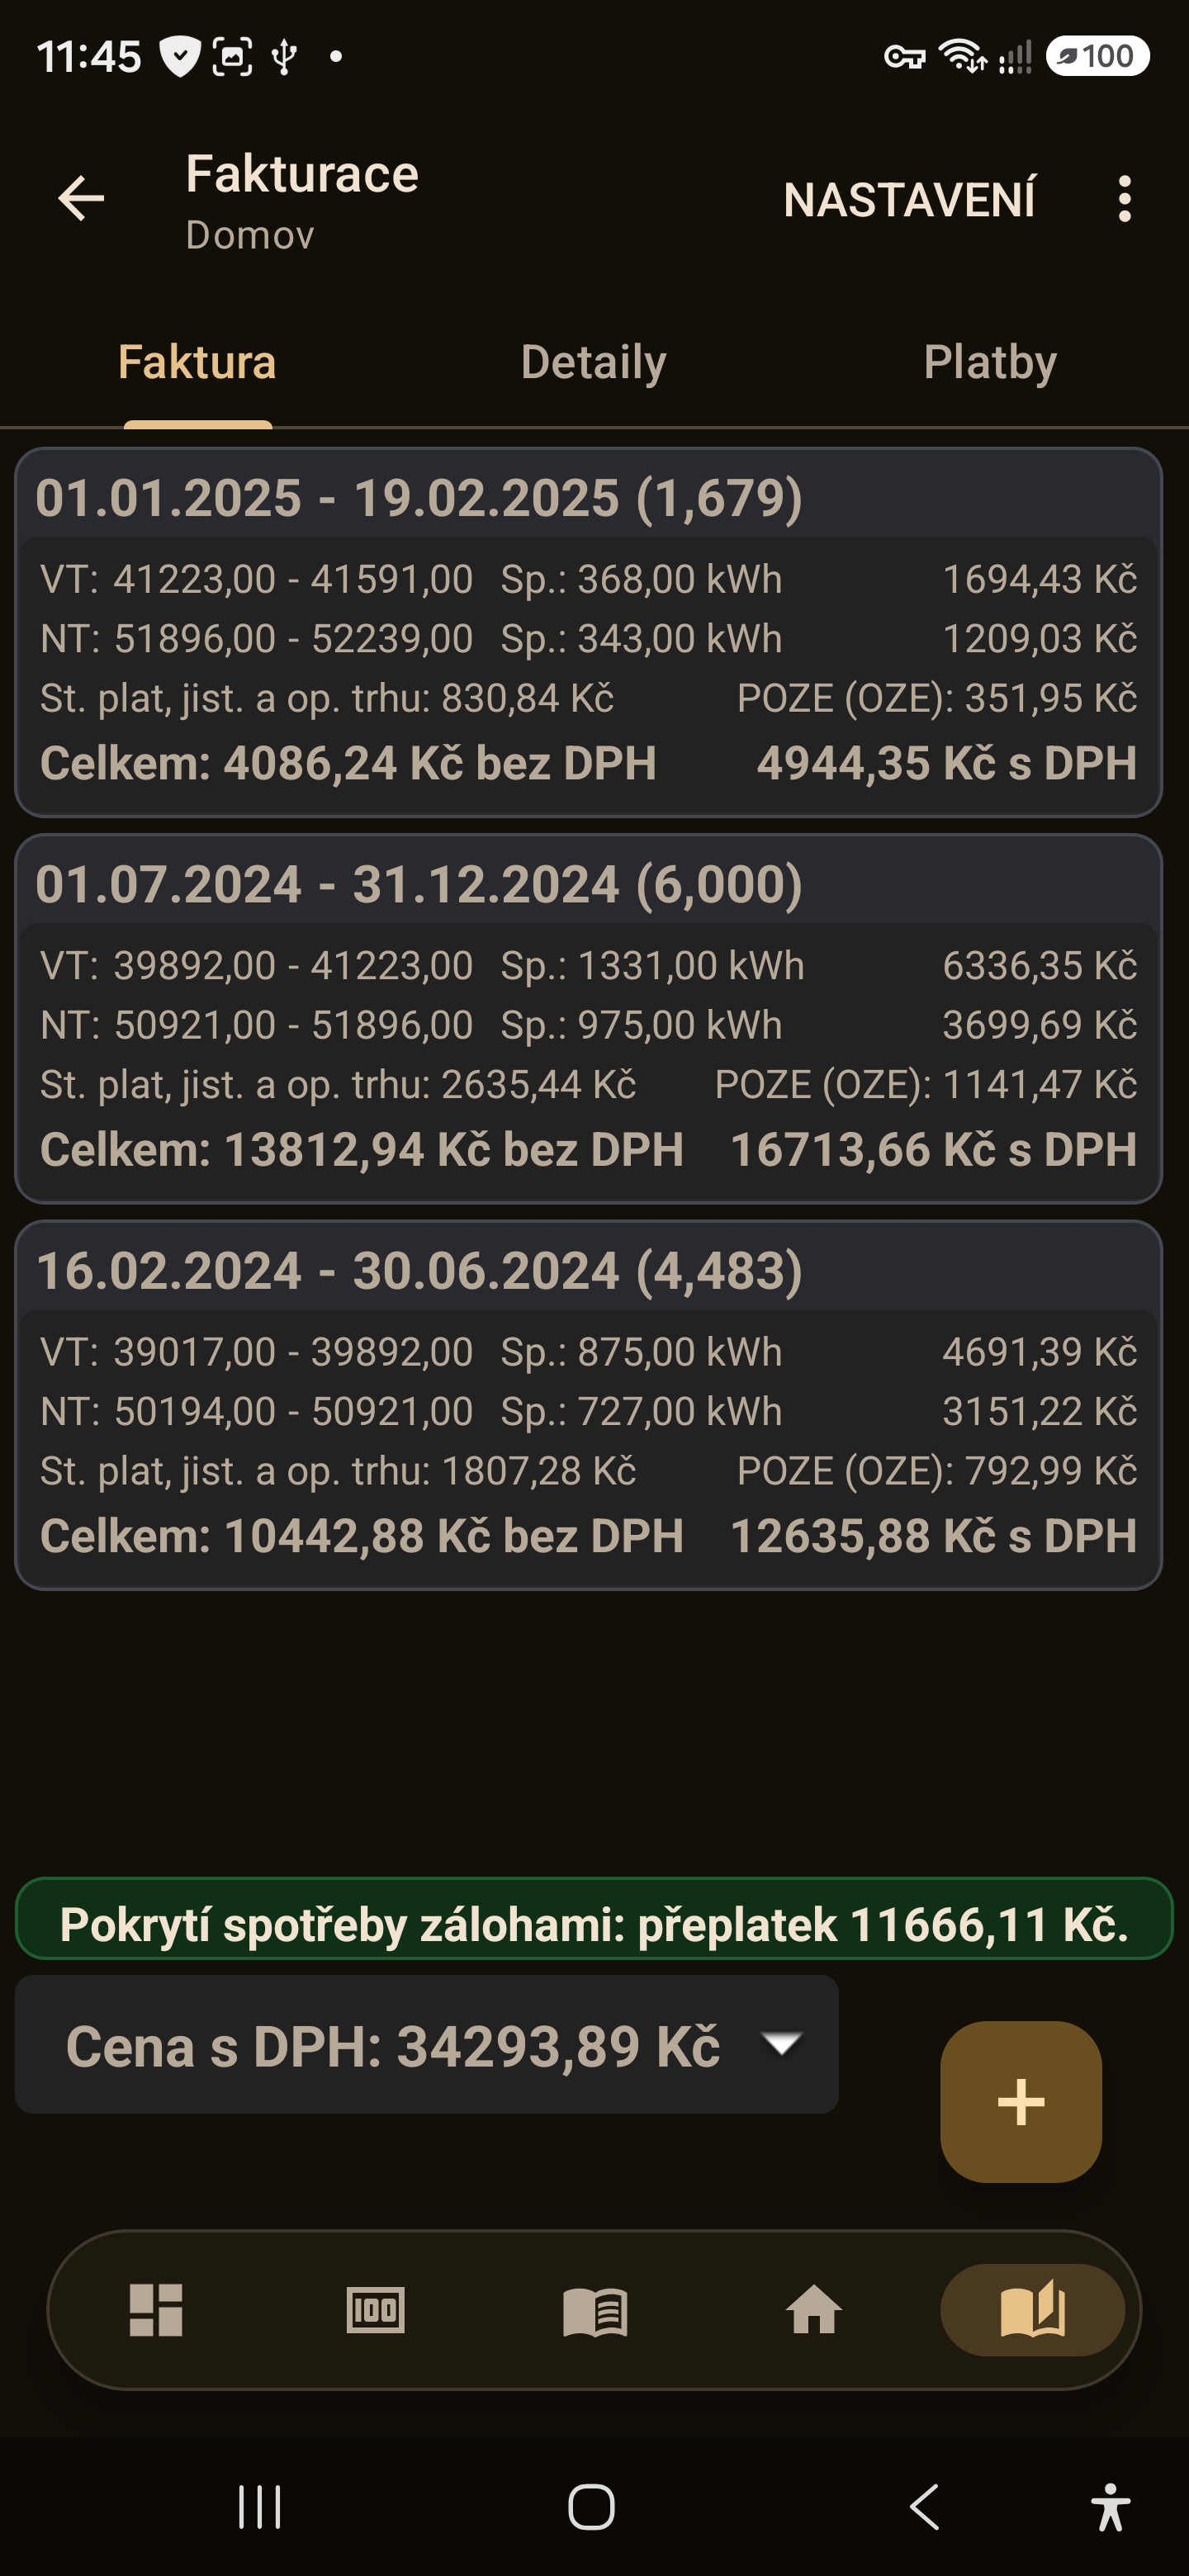 11:45
100
Fakturace
Domov
NASTAVENÍ
Faktura Detaily Platby
01.01.2025 - 19.02.2025 (1,679)
VT: 41223,00 - 41591,00 Sp.: 368,00 kWh 1694,43 Kč
NT: 51896,00 - 52239,00 Sp.: 343,00 kWh 1209,03 Kč
St. plat, jist. a op. trhu: 830,84 Kč POZE (OZE): 351,95 Kč
Celkem: 4086,24 Kč bez DPH 4944,35 Kč s DPH
01.07.2024 - 31.12.2024 (6,000)
VT: 39892,00 - 41223,00 Sp.: 1331,00 kWh 6336,35 Kč
NT: 50921,00 - 51896,00 Sp.: 975,00 kWh 3699,69 Kč
St. plat, jist. a op. trhu: 2635,44 Kč POZE (OZE): 1141,47 Kč
Celkem: 13812,94 Kč bez DPH 16713,66 Kč s DPH
16.02.2024 - 30.06.2024 (4,483)
VT: 39017,00 - 39892,00 Sp.: 875,00 kWh 4691,39 Kč
NT: 50194,00 - 50921,00 Sp.: 727,00 kWh 3151,22 Kč
St. plat, jist. a op. trhu: 1807,28 Kč POZE (OZE): 792,99 Kč
Celkem: 10442,88 Kč bez DPH 12635,88 Kč s DPH
Pokrytí spotřeby zálohami: přeplatek 11666,11 Kč.
Cena s DPH: 34293,89 Kč
+
100